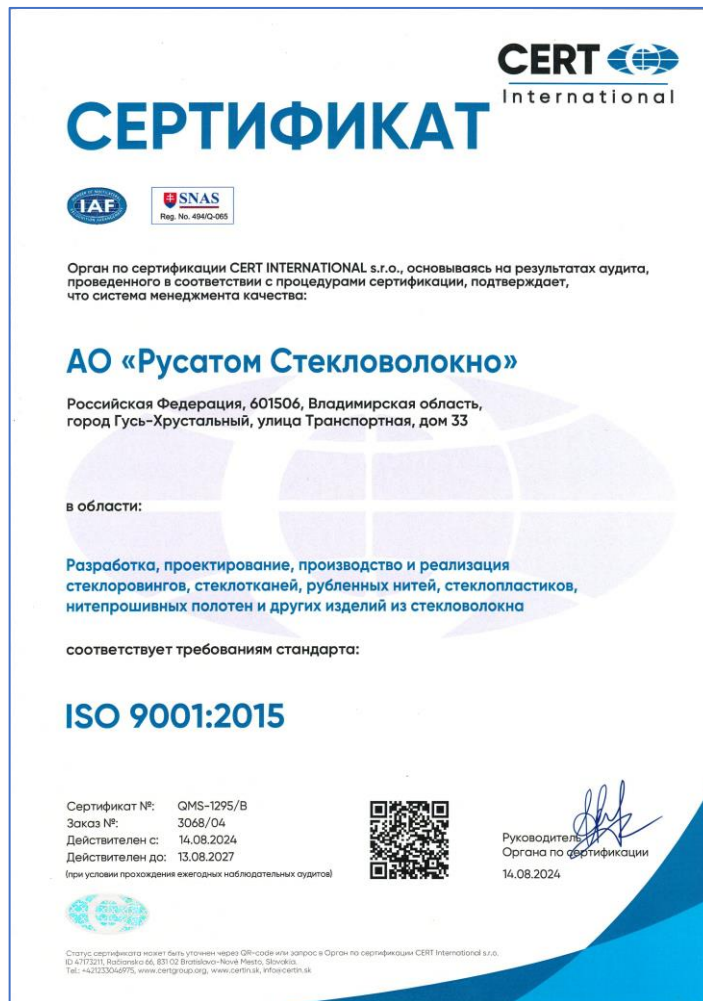 CERT
International
СЕРТИФИКАТ
IAF
SNAS
Reg. No. 494/Q-065
Орган по сертификации CERT INTERNATIONAL s.r.o., основываясь на результатах аудита,
проведенного в соответствии с процедурами сертификации, подтверждает,
что система менеджмента качества:
АО «Русатом Стекловолокно»
Российская Федерация, 601506, Владимирская область,
город Гусь-Хрустальный, улица Транспортная, дом 33
в области:
Разработка, проектирование, производство и реализация
стеклоровингов, стеклотканей, рубленных нитей, стеклопластиков,
нитепрошивных полотен и других изделий из стекловолокна
соответствует требованиям стандарта:
ISO 9001:2015
Сертификат №: QMS-1295/B
Заказ №: 3068/04
Действителен с: 14.08.2024
Действителен до: 13.08.2027
(при условии прохождения ежегодных наблюдательных аудитов)
Руководитель
Органа по сертификации
14.08.2024
Статус сертификата может быть уточнен через QR-code или запрос в Орган по сертификации CERT International s.r.o.
ID 47173211, Račianska 66, 831 02 Bratislava-Nové Mesto, Slovakia.
Tel.: +421233046975, www.certgroup.org, www.certin.sk, info@certin.sk